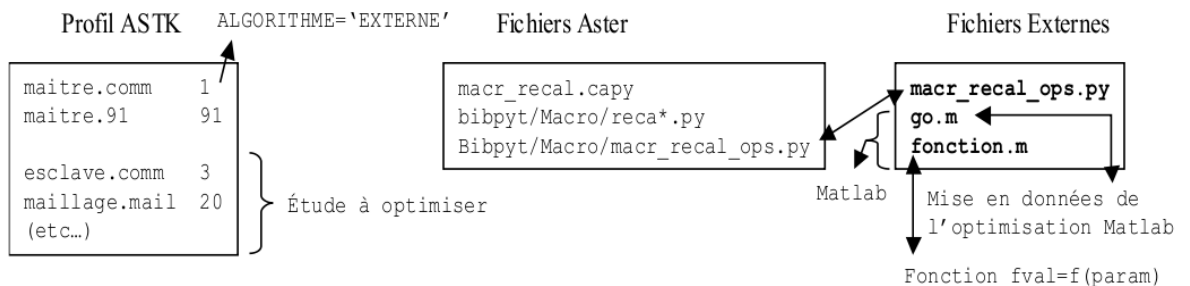 Profil ASTK
ALGORITHME=‘EXTERNE’
maitre.comm 1
maitre.91 91
esclave.comm 3
maillage.mail 20
(etc…)
Étude à optimiser
Fichiers Aster
macr_recal.capy
bibpyt/Macro/reca*.py
Bibpyt/Macro/macr_recal_ops.py
Matlab
Fichiers Externes
macr_recal_ops.py
go.m
fonction.m
Mise en données de
l’optimisation Matlab
Fonction fval=f(param)